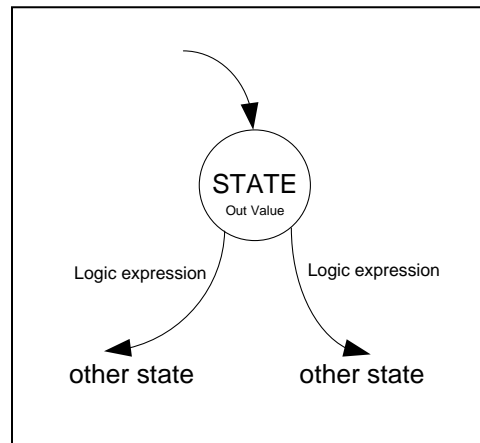 STATE
Out Value
Logic expression
Logic expression
other state
other state